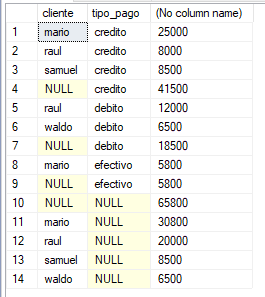 cliente tipo_pago (No column name)
1 mario credito 25000
2 raul credito 8000
3 samuel credito 8500
4 NULL credito 41500
5 raul debito 12000
6 waldo debito 6500
7 NULL debito 18500
8 mario efectivo 5800
9 NULL efectivo 5800
10 NULL NULL 65800
11 mario NULL 30800
12 raul NULL 20000
13 samuel NULL 8500
14 waldo NULL 6500